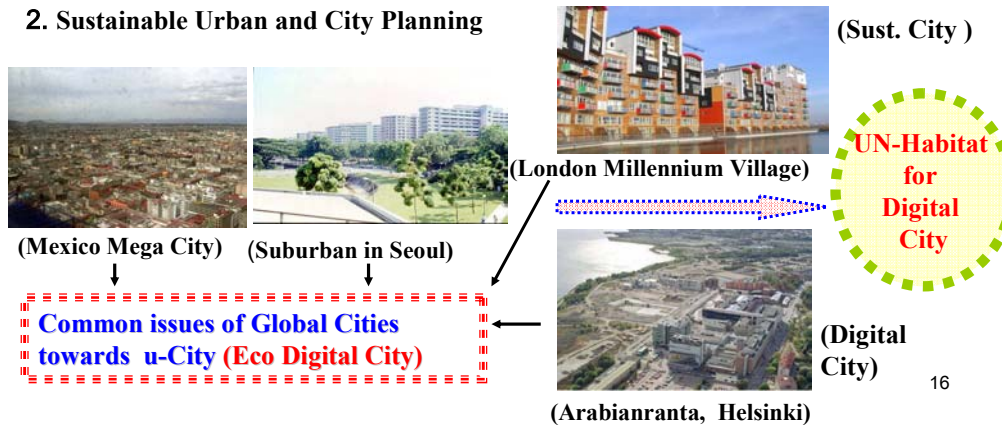 2. Sustainable Urban and City Planning
(Sust. City )
(London Millennium Village)
UN-Habitat
for
Digital
City
(Mexico Mega City)
(Suburban in Seoul)
Common issues of Global Cities
towards u-City (Eco Digital City)
(Digital
City)
16
(Arabianranta, Helsinki)